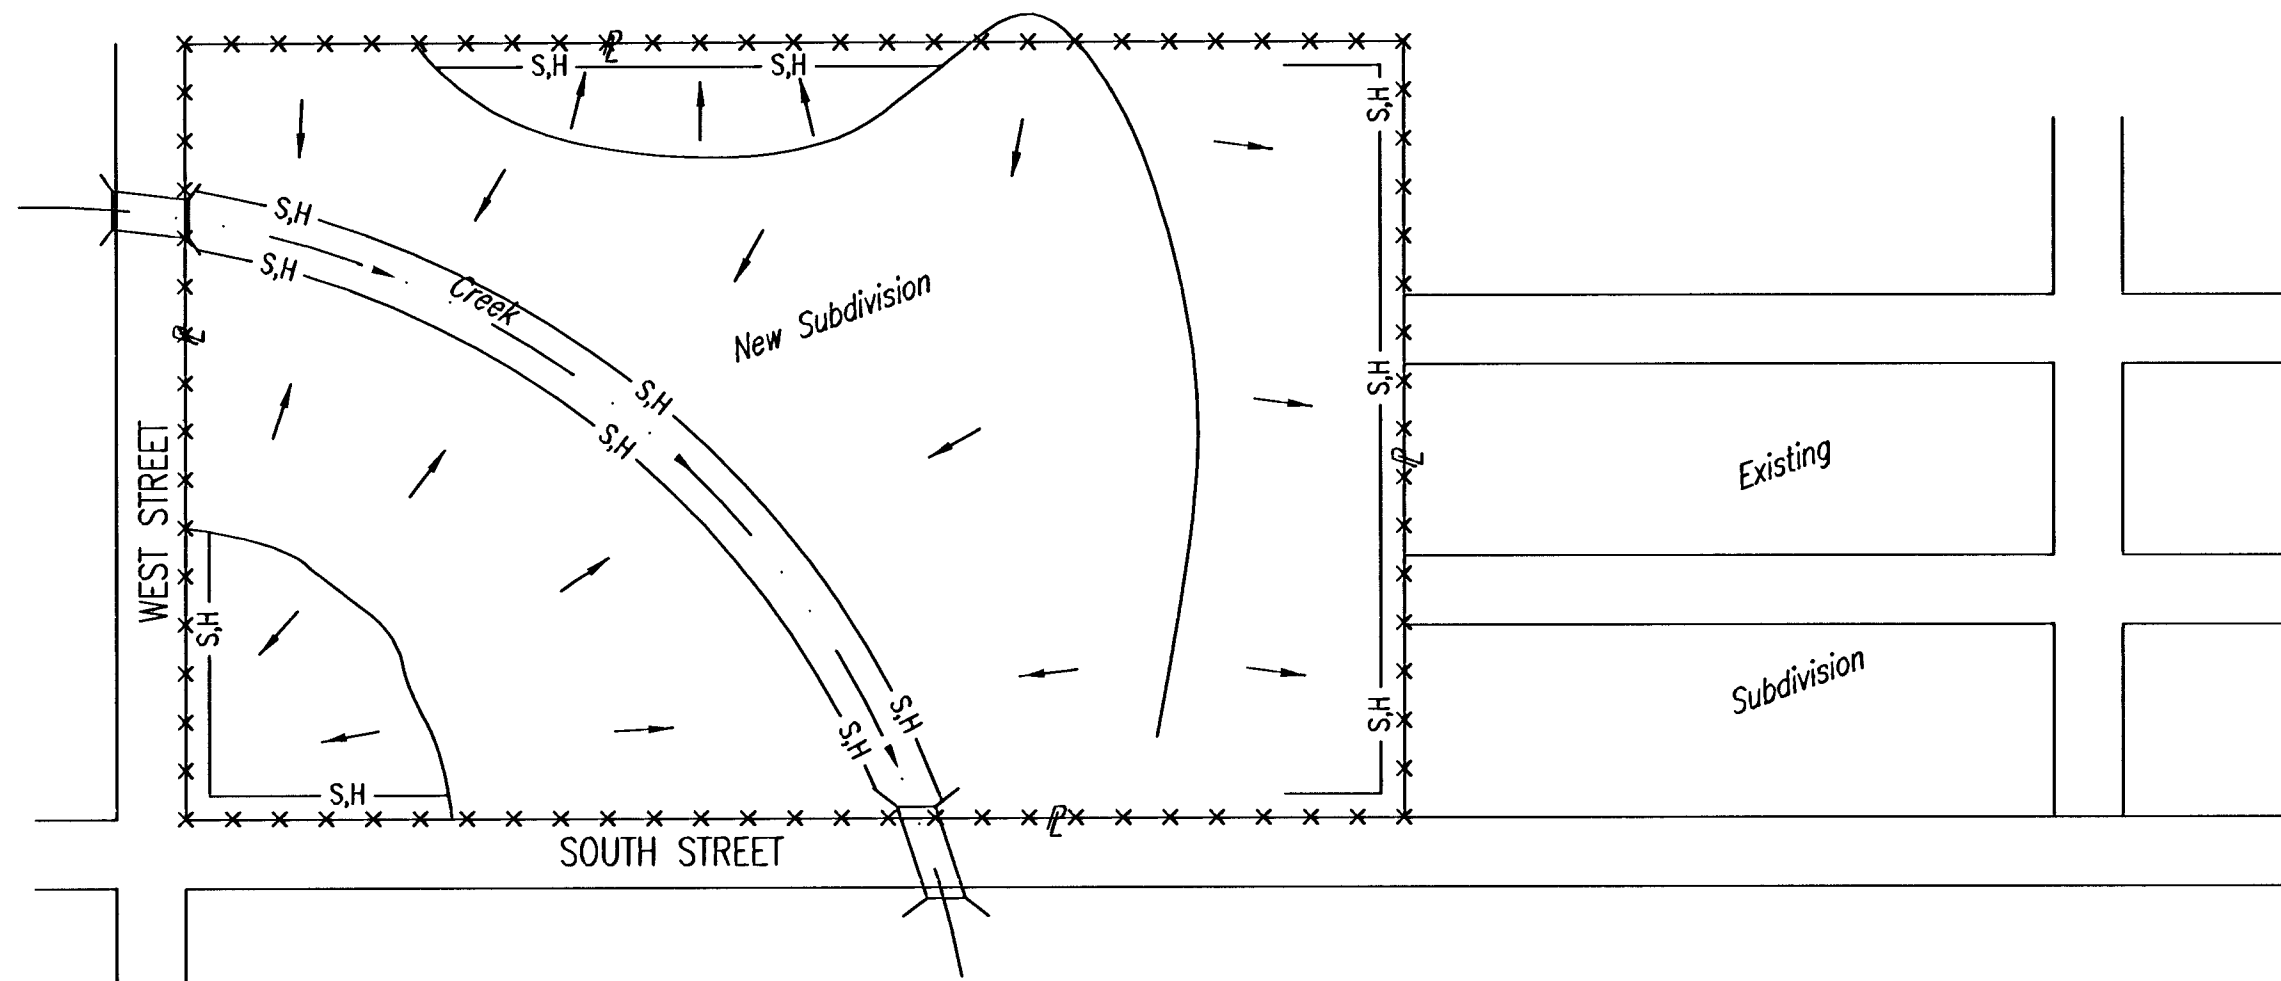 ℄
S,H
S,H
S,H
S,H
S,H
Creek
New Subdivision
℄
S,H
S,H
S,H
WEST STREET
℄
Existing
S,H
Subdivision
S,H
S,H
S,H
S,H
℄
SOUTH STREET